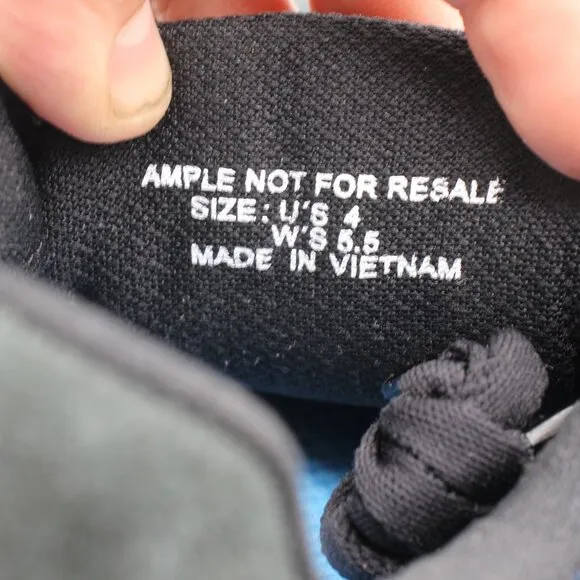 AMPLE NOT FOR RESALE
SIZE: U'S 4
W'S 5.5
MADE IN VIETNAM